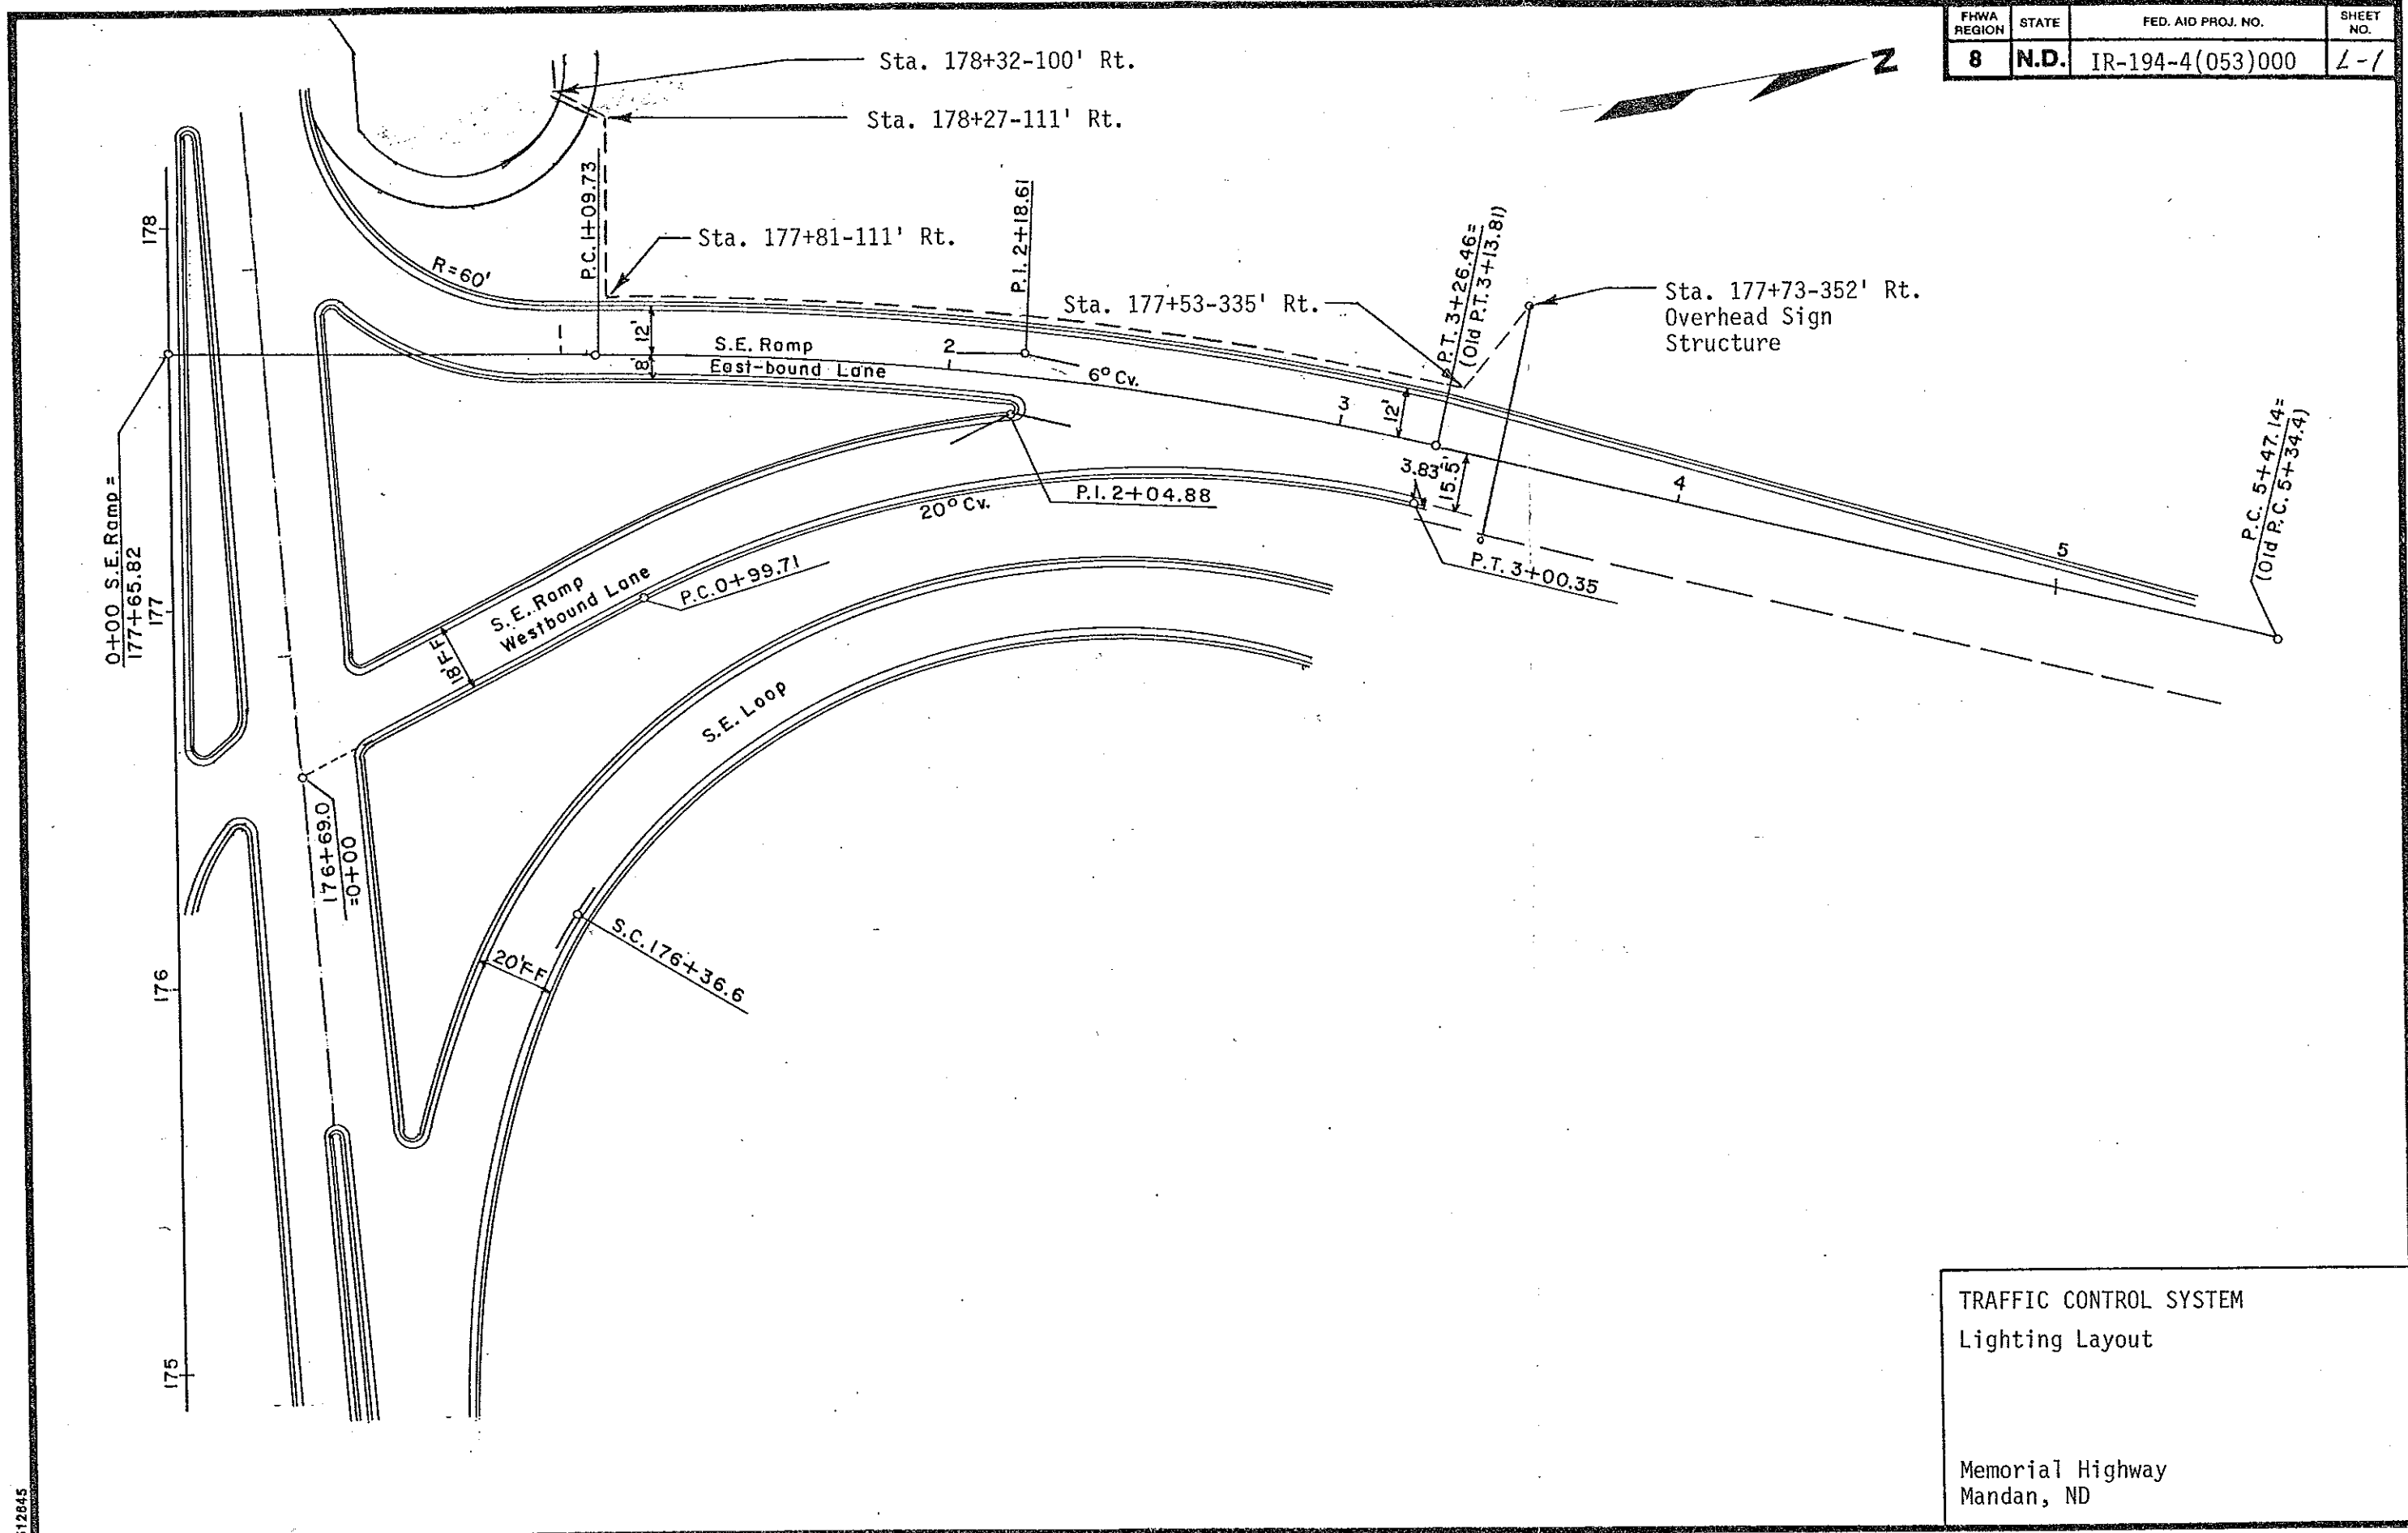 FHWA REGION STATE FED. AID PROJ. NO. SHEET NO.
8 N.D. IR-194-4(053)000 L-1
Z
Sta. 178+32-100' Rt.
Sta. 178+27-111' Rt.
Sta. 177+81-111' Rt.
Sta. 177+53-335' Rt.
Sta. 177+73-352' Rt.
Overhead Sign
Structure
P.C. 1+09.73
P.I. 2+18.61
P.T. 3+26.46=
(Old P.T. 3+13.81)
P.C. 5+47.14=
(Old P.C. 5+34.4)
R=60'
12'
8'
S.E. Ramp
East-bound Lane
2
6° Cv.
3
12'
3.83'
15.5'
4
5
178
0+00 S.E. Ramp =
177+65.82
177
P.I. 2+04.88
20° Cv.
P.T. 3+00.35
P.C. 0+99.71
S.E. Ramp
Westbound Lane
18' F F
S.E. Loop
176+69.0
=0+00
176
20' F-F
S.C. 176+36.6
175
TRAFFIC CONTROL SYSTEM
Lighting Layout
Memorial Highway
Mandan, ND